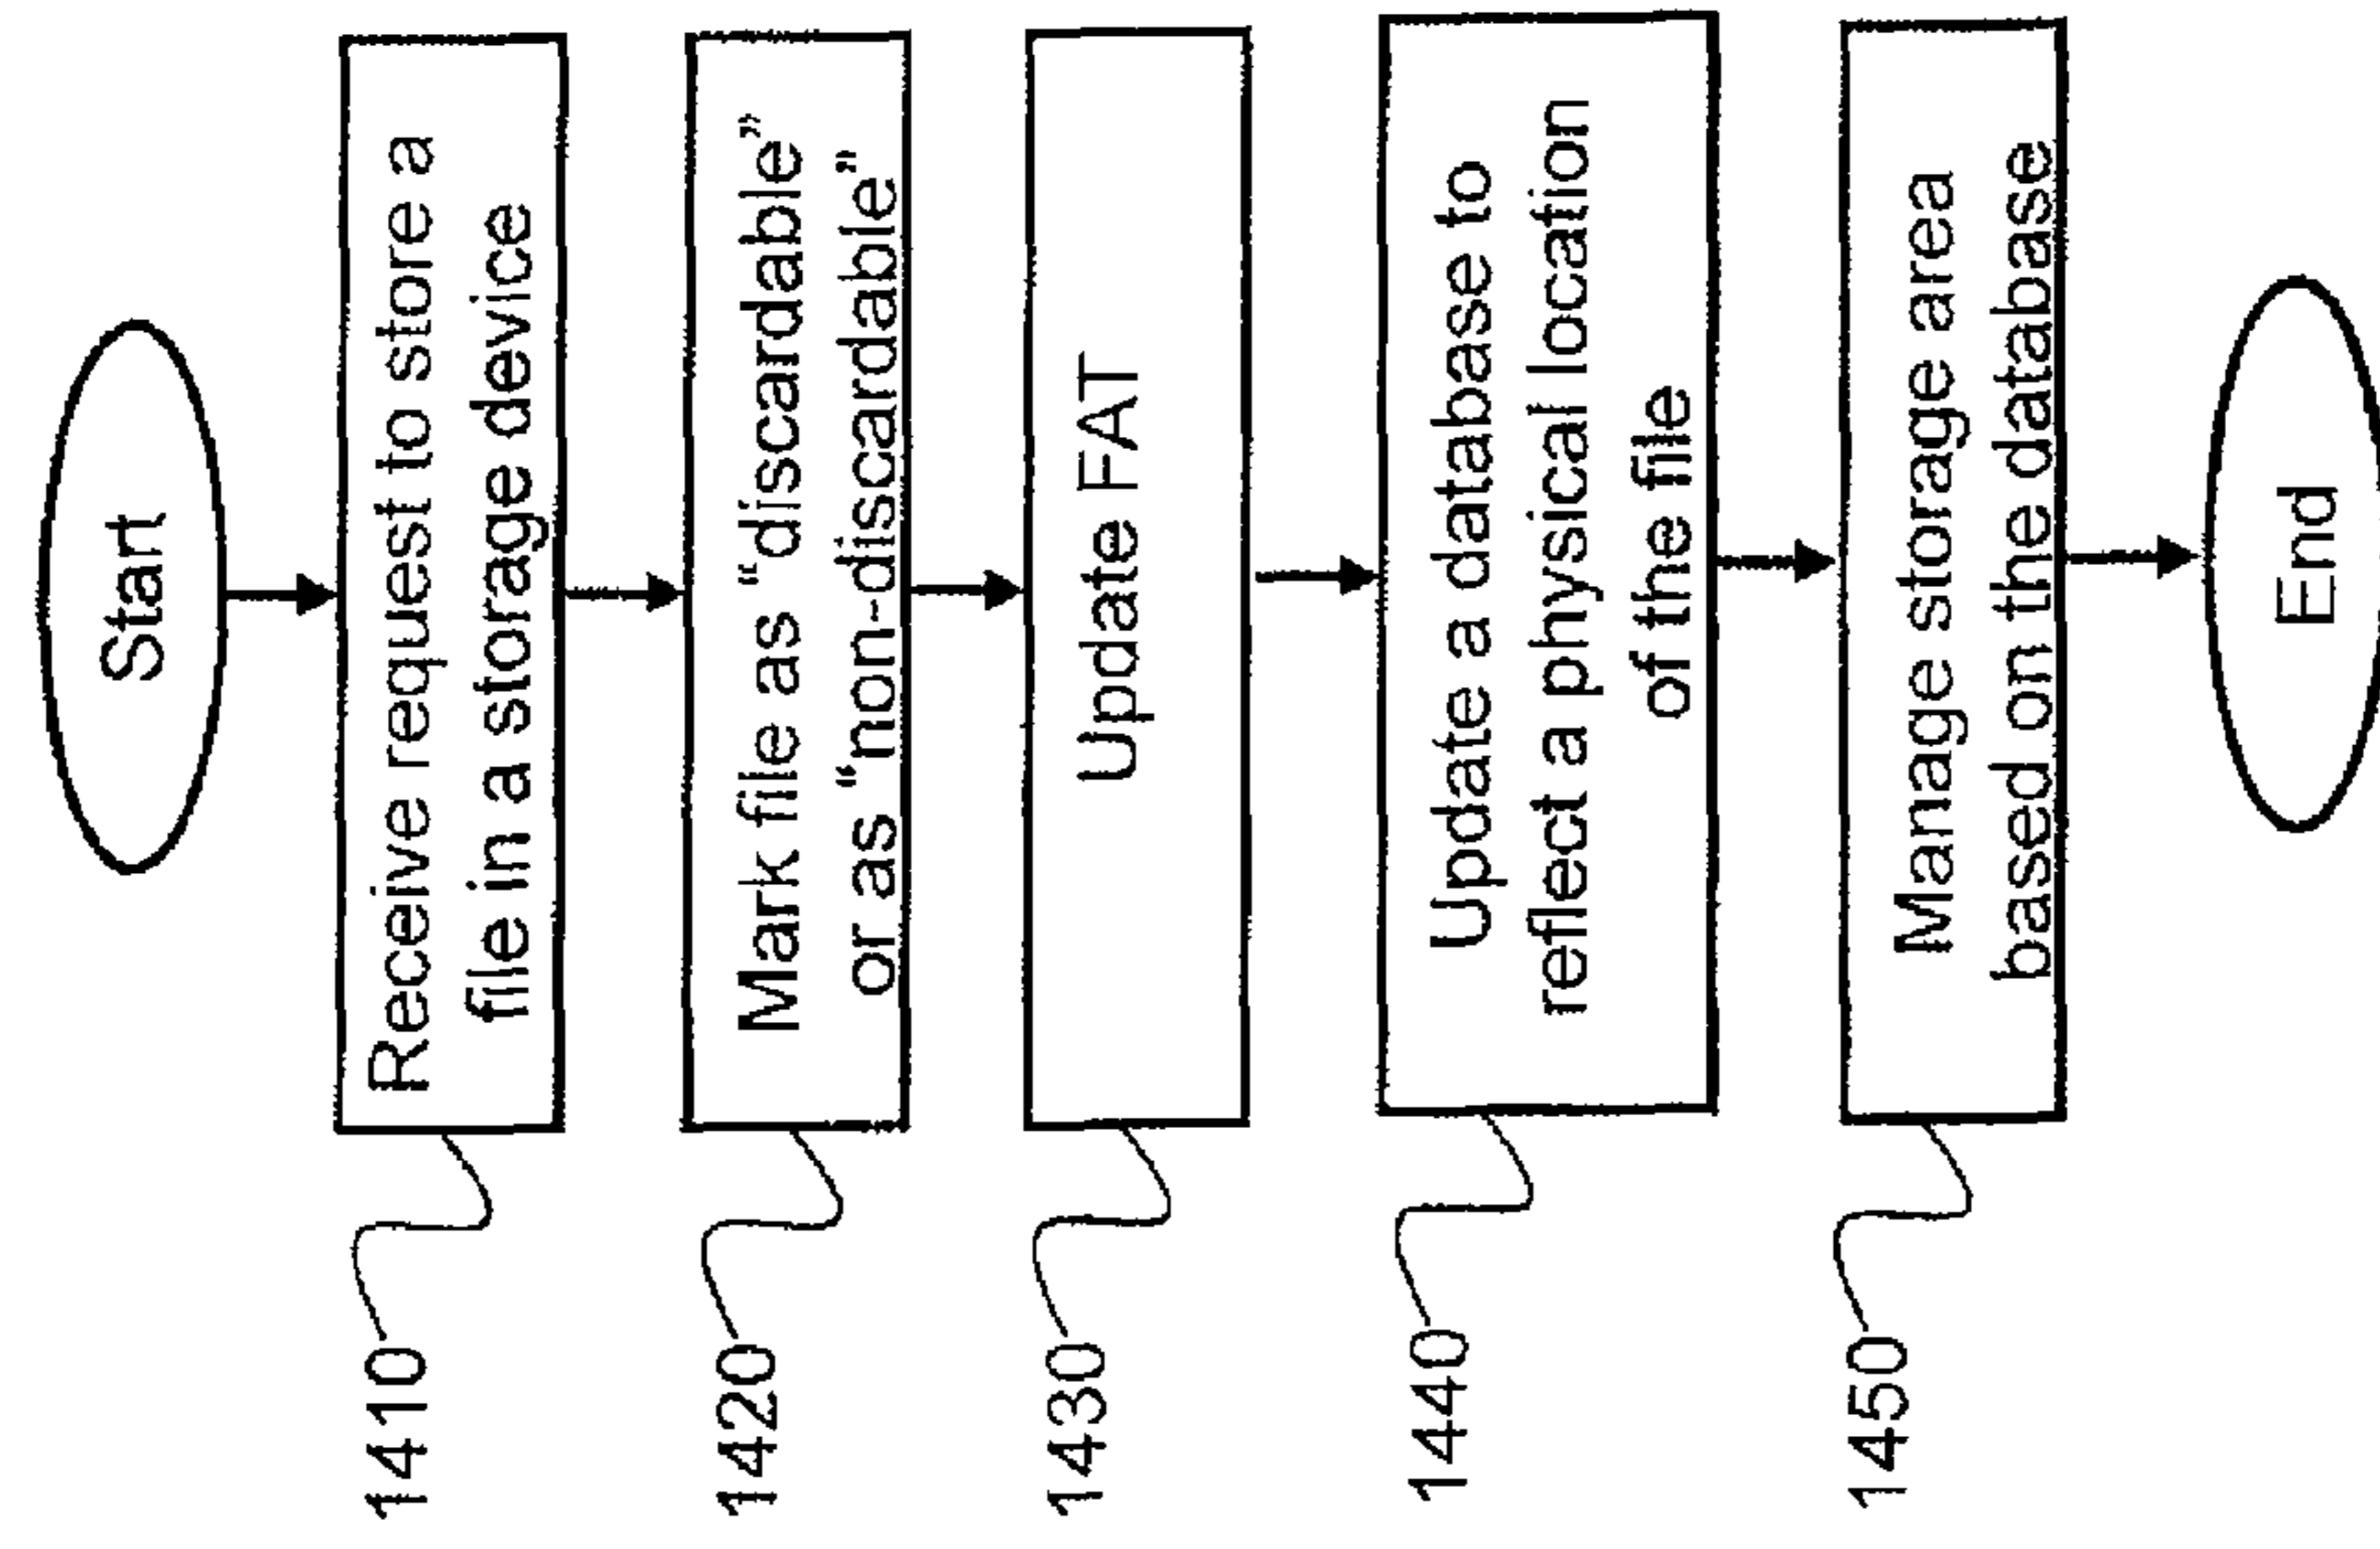 Start
1410
Receive request to store a
file in a storage device
1420
Mark file as “discardable”
or as “non-discardable”
1430
Update FAT
1440
Update a database to
reflect a physical location
of the file
1450
Manage storage area
based on the database
End